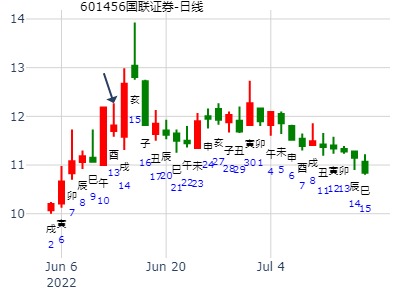 601456国联证券-日线
14
13
12
11
10
戌
2
寅
6
卯
7
辰
8
巳
9
午
10
酉
13
戌
14
亥
15
子
16
丑
17
辰
20
巳
21
午
22
未
23
申
24
亥
27
子
28
丑
29
寅
30
卯
1
午
4
未
5
申
6
酉
7
戌
8
丑
11
寅
12
卯
13
辰
14
巳
15
Jun 6
2022
Jun 20
Jul 4